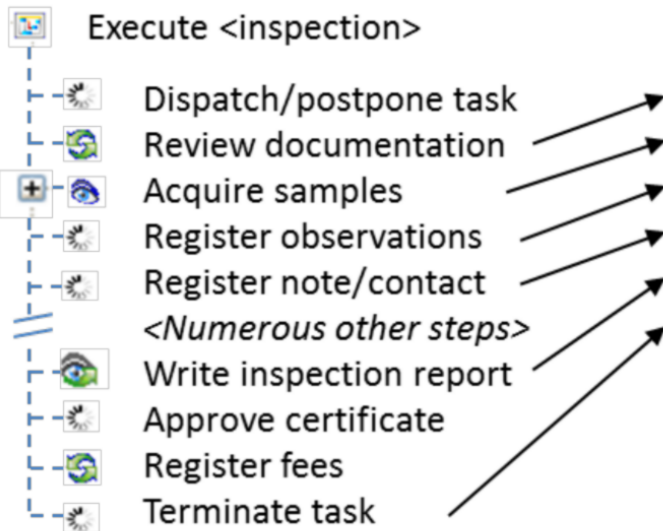 Execute <inspection>
Dispatch/postpone task
Review documentation
Acquire samples
Register observations
Register note/contact
<Numerous other steps>
Write inspection report
Approve certificate
Register fees
Terminate task